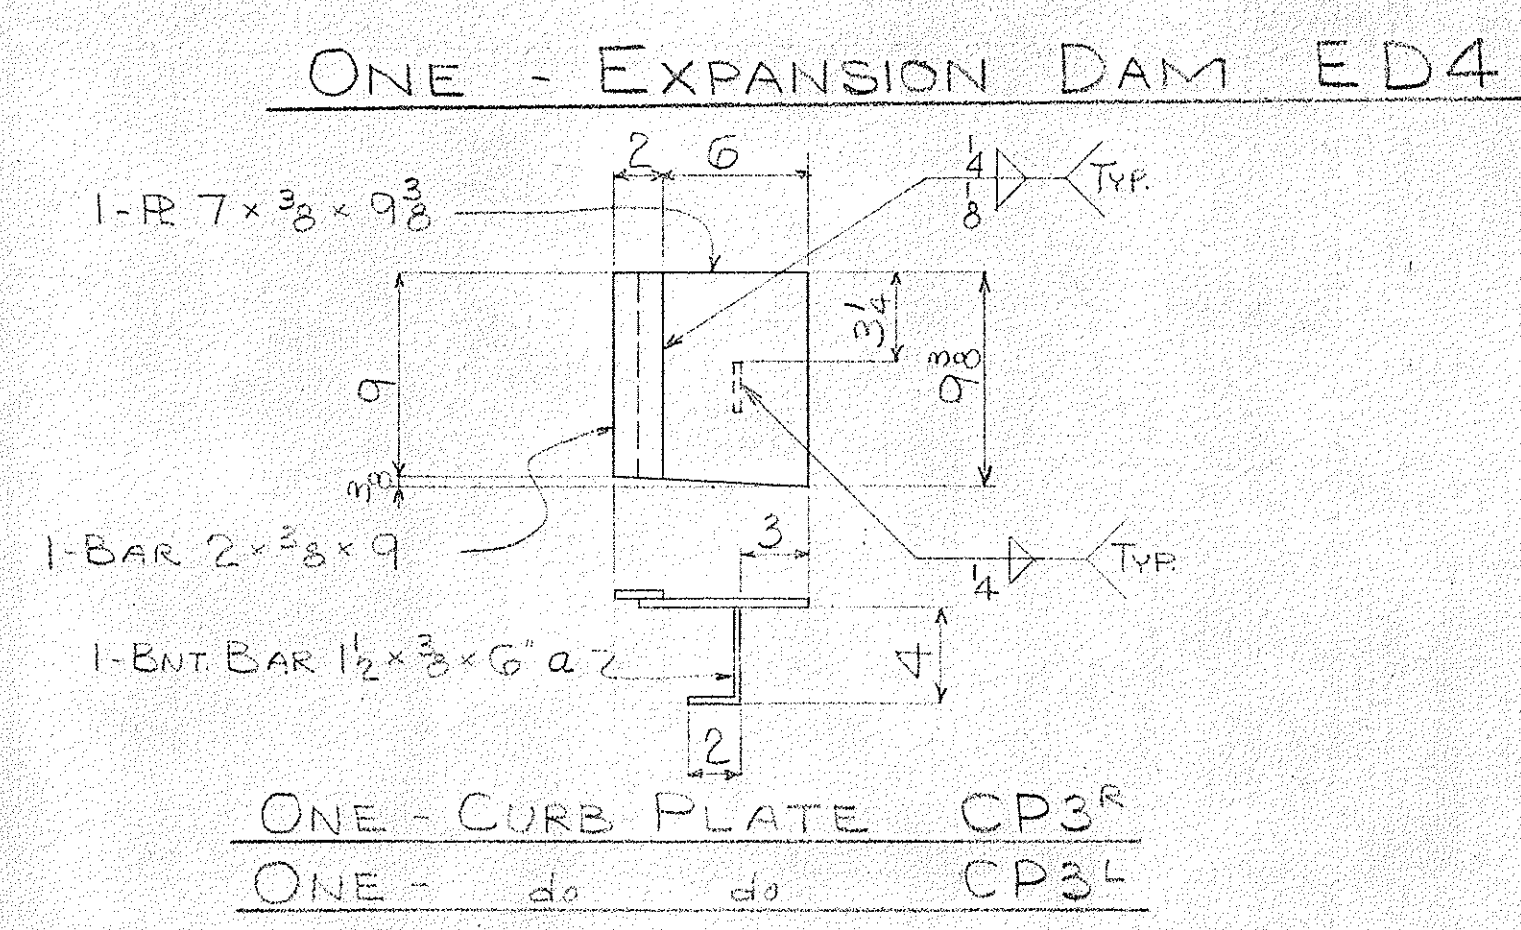 ONE - EXPANSION DAM ED4
2 6
1/4
1/8
TYP.
1-PL 7 x 3/8 x 9 3/8
3 1/4
9 3/8
9
3/8
1-BAR 2 x 3/8 x 9
3
1/4
TYP.
1-BNT. BAR 1 1/2 x 3/8 x 6" a
4
2
ONE - CURB PLATE CP3R
ONE - do do CP3L